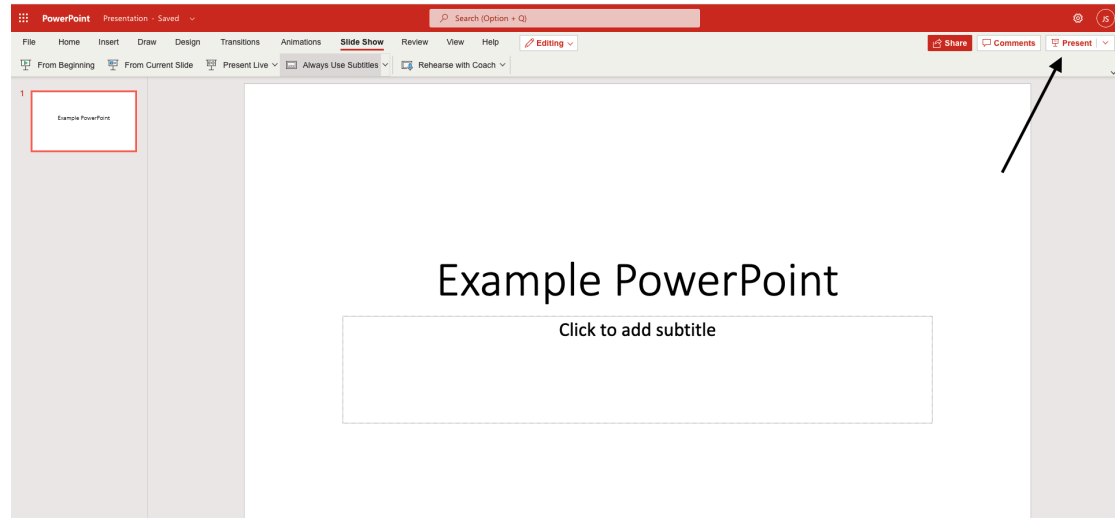 PowerPoint Presentation - Saved Search (Option + Q) JS
File Home Insert Draw Design Transitions Animations Slide Show Review View Help Editing Share Comments Present
From Beginning From Current Slide Present Live Always Use Subtitles Rehearse with Coach
1
Example PowerPoint
Example PowerPoint
Click to add subtitle